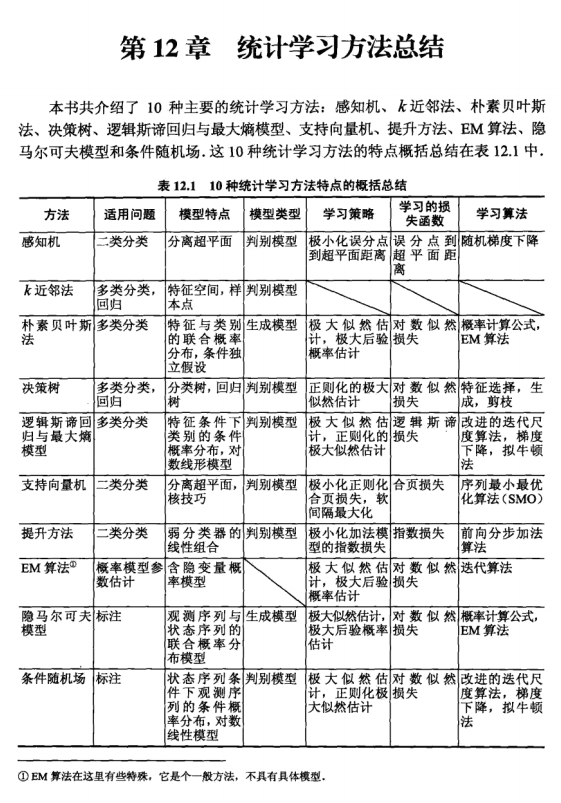 第 12 章 统计学习方法总结
本书共介绍了 10 种主要的统计学习方法：感知机、k 近邻法、朴素贝叶斯
法、决策树、逻辑斯谛回归与最大熵模型、支持向量机、提升方法、EM 算法、隐
马尔可夫模型和条件随机场．这 10 种统计学习方法的特点概括总结在表 12.1 中．
表 12.1 10 种统计学习方法特点的概括总结
方法 适用问题 模型特点 模型类型 学习策略 学习的损 学习算法
失函数
感知机 二类分类 分离超平面 判别模型 极小化误分点 误分点到 随机梯度下降
到超平面距离 超平面距
离
k 近邻法 多类分类， 特征空间，样 判别模型
回归 本点
朴素贝叶斯 多类分类 特征与类别 生成模型 极大似然估 对数似然 概率计算公式，
法 的联合概率 计，极大后验 损失 EM 算法
分布，条件独 概率估计
立假设
决策树 多类分类， 分类树，回归 判别模型 正则化的极大 对数似然 特征选择，生
回归 树 似然估计 损失 成，剪枝
逻辑斯谛回 多类分类 特征条件下 判别模型 极大似然估 逻辑斯谛 改进的迭代尺
归与最大熵 类别的条件 计，正则化的 损失 度算法，梯度
模型 概率分布，对 极大似然估计 下降，拟牛顿
数线形模型 法
支持向量机 二类分类 分离超平面， 判别模型 极小化正则化 合页损失 序列最小最优
核技巧 合页损失，软 化算法（SMO）
间隔最大化
提升方法 二类分类 弱分类器的 判别模型 极小化加法模 指数损失 前向分步加法
线性组合 型的指数损失 算法
EM 算法① 概率模型参 含隐变量概 极大似然估 对数似然 迭代算法
数估计 率模型 计，极大后验 损失
概率估计
隐马尔可夫 标注 观测序列与 生成模型 极大似然估计， 对数似然 概率计算公式，
模型 状态序列的 极大后验概率 损失 EM 算法
联合概率分 估计
布模型
条件随机场 标注 状态序列条 判别模型 极大似然估 对数似然 改进的迭代尺
件下观测序 计，正则化极 损失 度算法，梯度
列的条件概 大似然估计 下降，拟牛顿
率分布，对数 法
线性模型
① EM 算法在这里有些特殊，它是个一般方法，不具有具体模型．